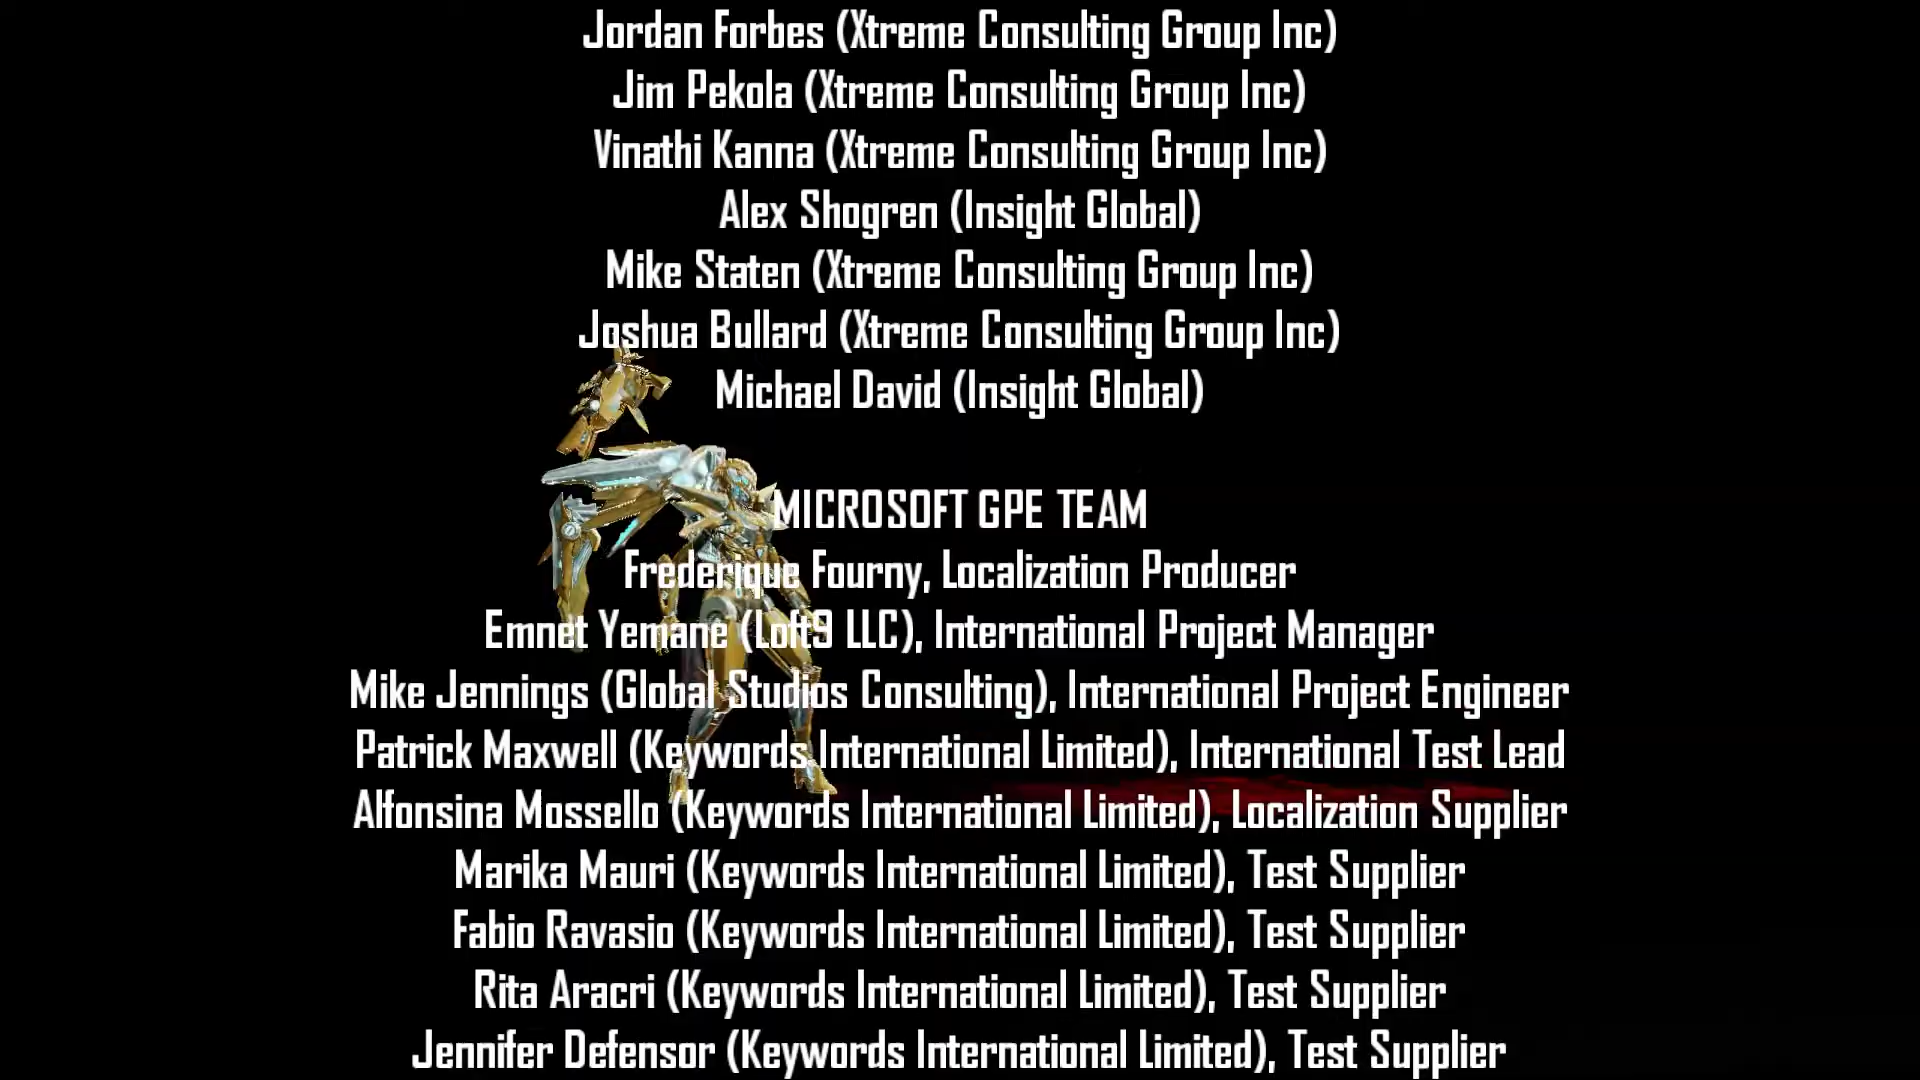 Jordan Forbes (Xtreme Consulting Group Inc)
Jim Pekola (Xtreme Consulting Group Inc)
Vinathi Kanna (Xtreme Consulting Group Inc)
Alex Shogren (Insight Global)
Mike Staten (Xtreme Consulting Group Inc)
Joshua Bullard (Xtreme Consulting Group Inc)
Michael David (Insight Global)
MICROSOFT GPE TEAM
Frederique Fourny, Localization Producer
Emnet Yemane (Loft9 LLC), International Project Manager
Mike Jennings (Global Studios Consulting), International Project Engineer
Patrick Maxwell (Keywords International Limited), International Test Lead
Alfonsina Mossello (Keywords International Limited), Localization Supplier
Marika Mauri (Keywords International Limited), Test Supplier
Fabio Ravasio (Keywords International Limited), Test Supplier
Rita Aracri (Keywords International Limited), Test Supplier
Jennifer Defensor (Keywords International Limited), Test Supplier